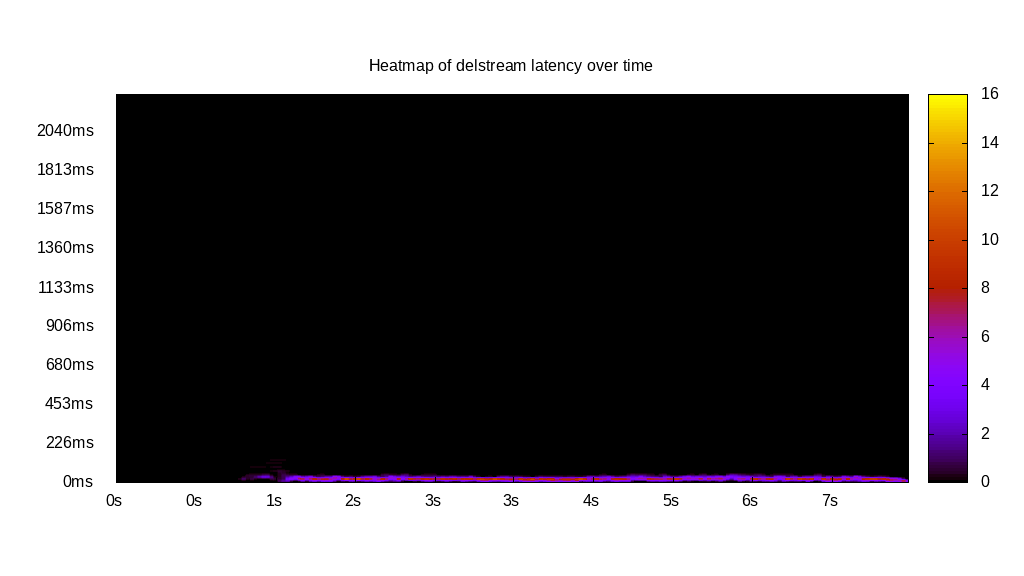 Heatmap of delstream latency over time
2040ms
1813ms
1587ms
1360ms
1133ms
906ms
680ms
453ms
226ms
0ms
0s 0s 1s 2s 3s 3s 4s 5s 6s 7s
16
14
12
10
8
6
4
2
0